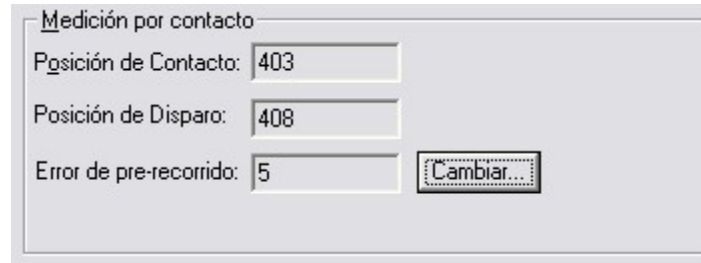 Medición por contacto
Posición de Contacto: 403
Posición de Disparo: 408
Error de pre-recorrido: 5 Cambiar...